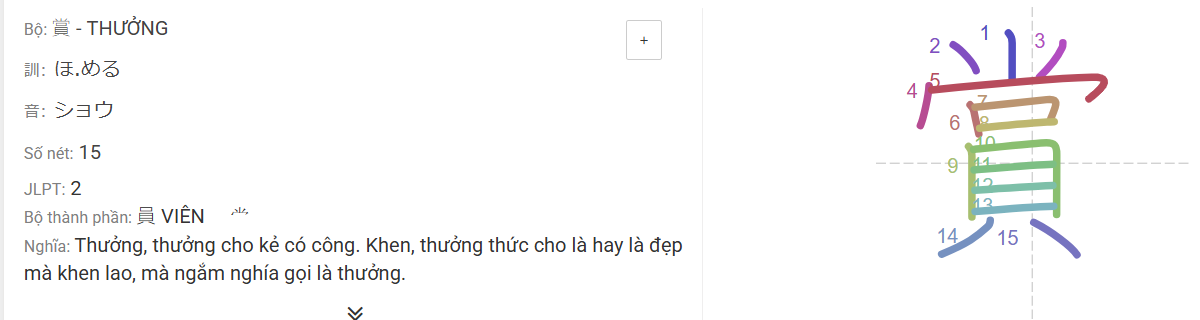 Bộ: 賞 - THƯỞNG
+
訓: ほ.める
音: ショウ
Số nét: 15
JLPT: 2
Bộ thành phần: 員 VIÊN ⺌
Nghĩa: Thưởng, thưởng cho kẻ có công. Khen, thưởng thức cho là hay là đẹp
mà khen lao, mà ngắm nghía gọi là thưởng.
1
2
3
4
5
6
7
8
9
10
11
12
13
14
15
賞